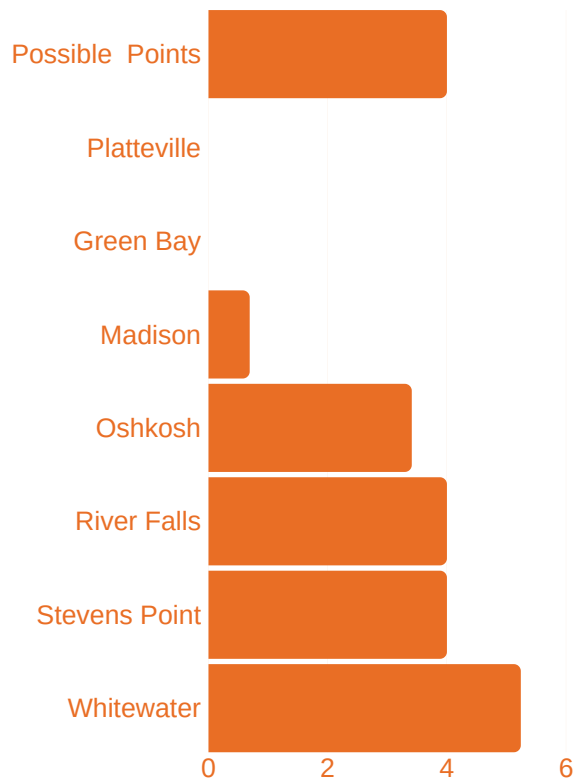 Possible  Points
Platteville
Green Bay
Madison
Oshkosh
River Falls
Stevens Point
Whitewater
0 2 4 6